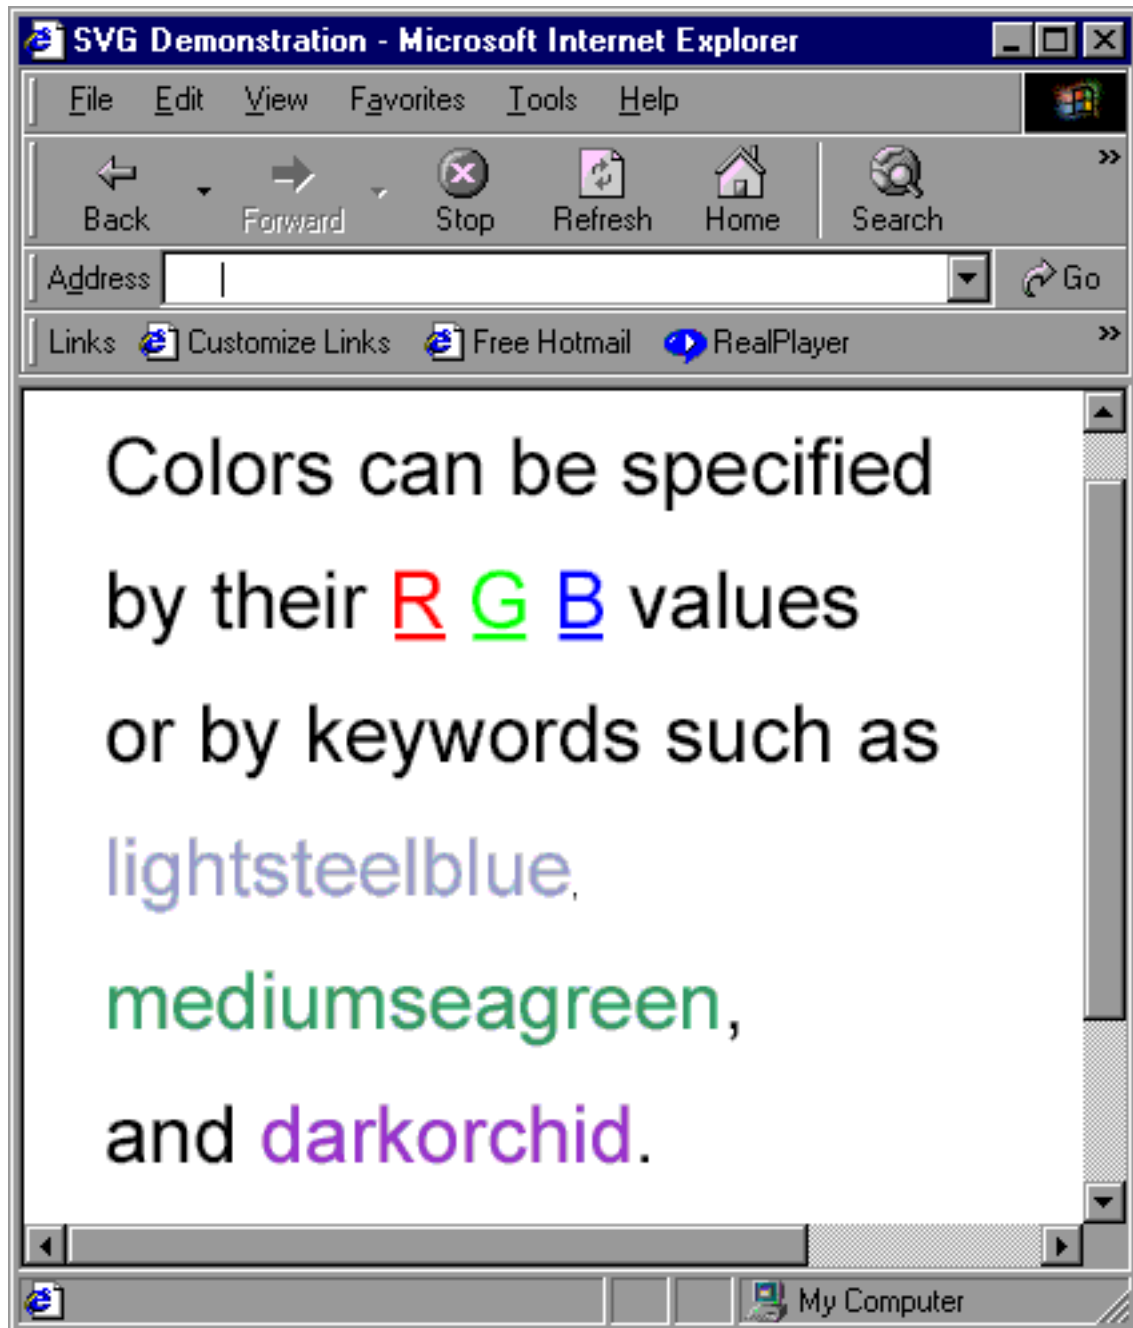 SVG Demonstration - Microsoft Internet Explorer
File Edit View Favorites Tools Help
Back Forward Stop Refresh Home Search »
Address Go
Links Customize Links Free Hotmail RealPlayer »
Colors can be specified
by their R G B values
or by keywords such as
lightsteelblue,
mediumseagreen,
and darkorchid.
My Computer